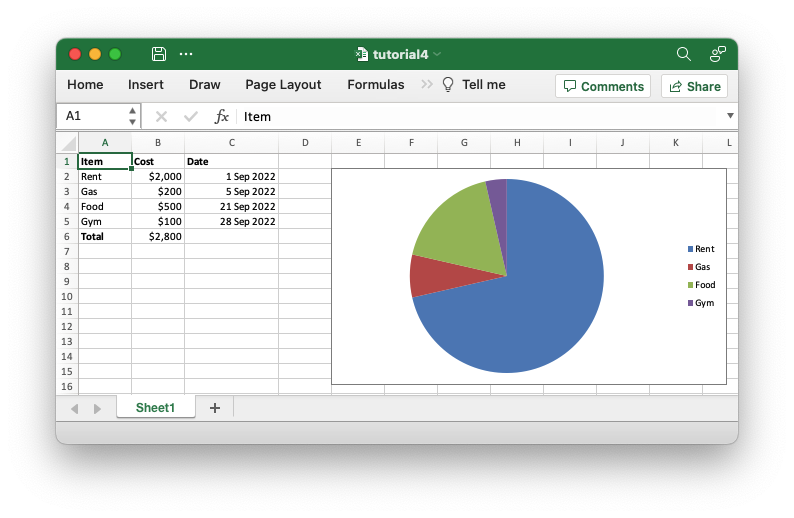 tutorial4
Home Insert Draw Page Layout Formulas Tell me Comments Share
A1 fx Item
A B C D E F G H I J K L
1 Item Cost Date
2 Rent $2,000 1 Sep 2022
3 Gas $200 5 Sep 2022
4 Food $500 21 Sep 2022
5 Gym $100 28 Sep 2022
6 Total $2,800
7
8
9
10
11
12
13
14
15
16
Rent
Gas
Food
Gym
Sheet1